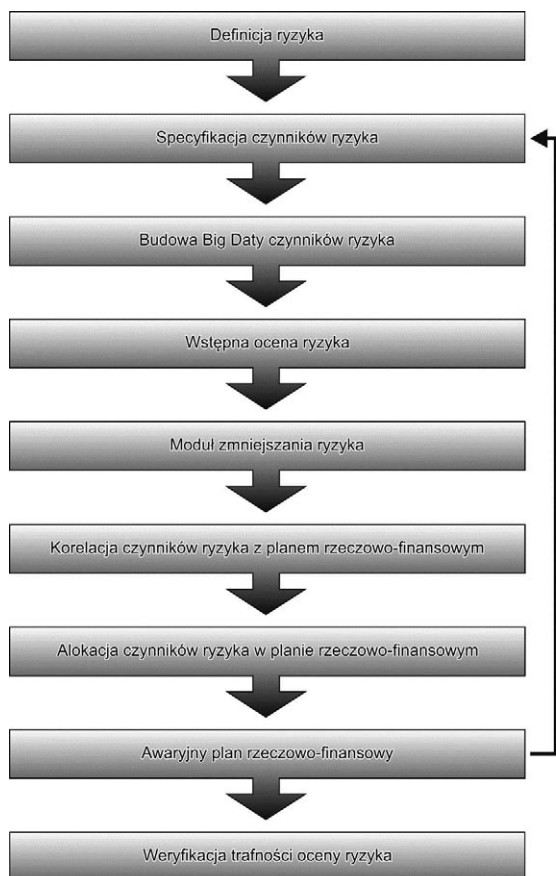 Definicja ryzyka
Specyfikacja czynników ryzyka
Budowa Big Daty czynników ryzyka
Wstępna ocena ryzyka
Moduł zmniejszania ryzyka
Korelacja czynników ryzyka z planem rzeczowo-finansowym
Alokacja czynników ryzyka w planie rzeczowo-finansowym
Awaryjny plan rzeczowo-finansowy
Weryfikacja trafności oceny ryzyka